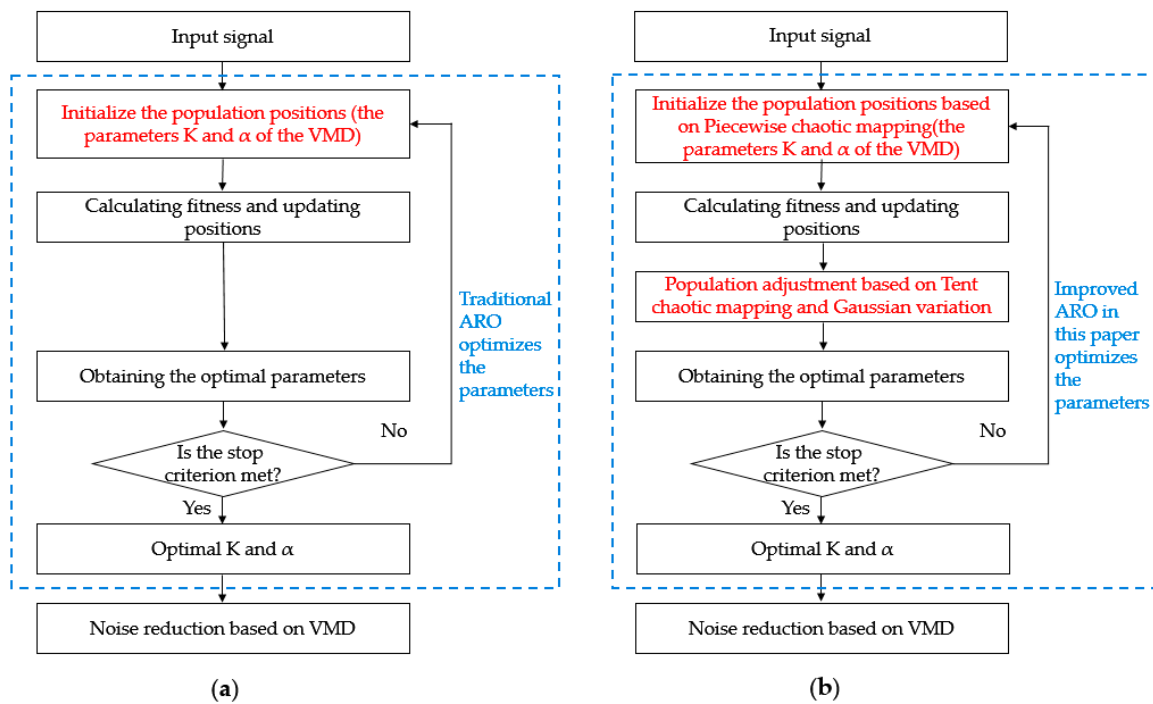 Input signal
Initialize the population positions (the
parameters K and α of the VMD)
Calculating fitness and updating
positions
Obtaining the optimal parameters
No
Is the stop
criterion met?
Yes
Optimal K and α
Noise reduction based on VMD
Traditional
ARO
optimizes
the
parameters
(a)
Input signal
Initialize the population positions based
on Piecewise chaotic mapping(the
parameters K and α of the VMD)
Calculating fitness and updating
positions
Population adjustment based on Tent
chaotic mapping and Gaussian variation
Obtaining the optimal parameters
No
Is the stop
criterion met?
Yes
Optimal K and α
Noise reduction based on VMD
Improved
ARO in
this paper
optimizes
the
parameters
(b)